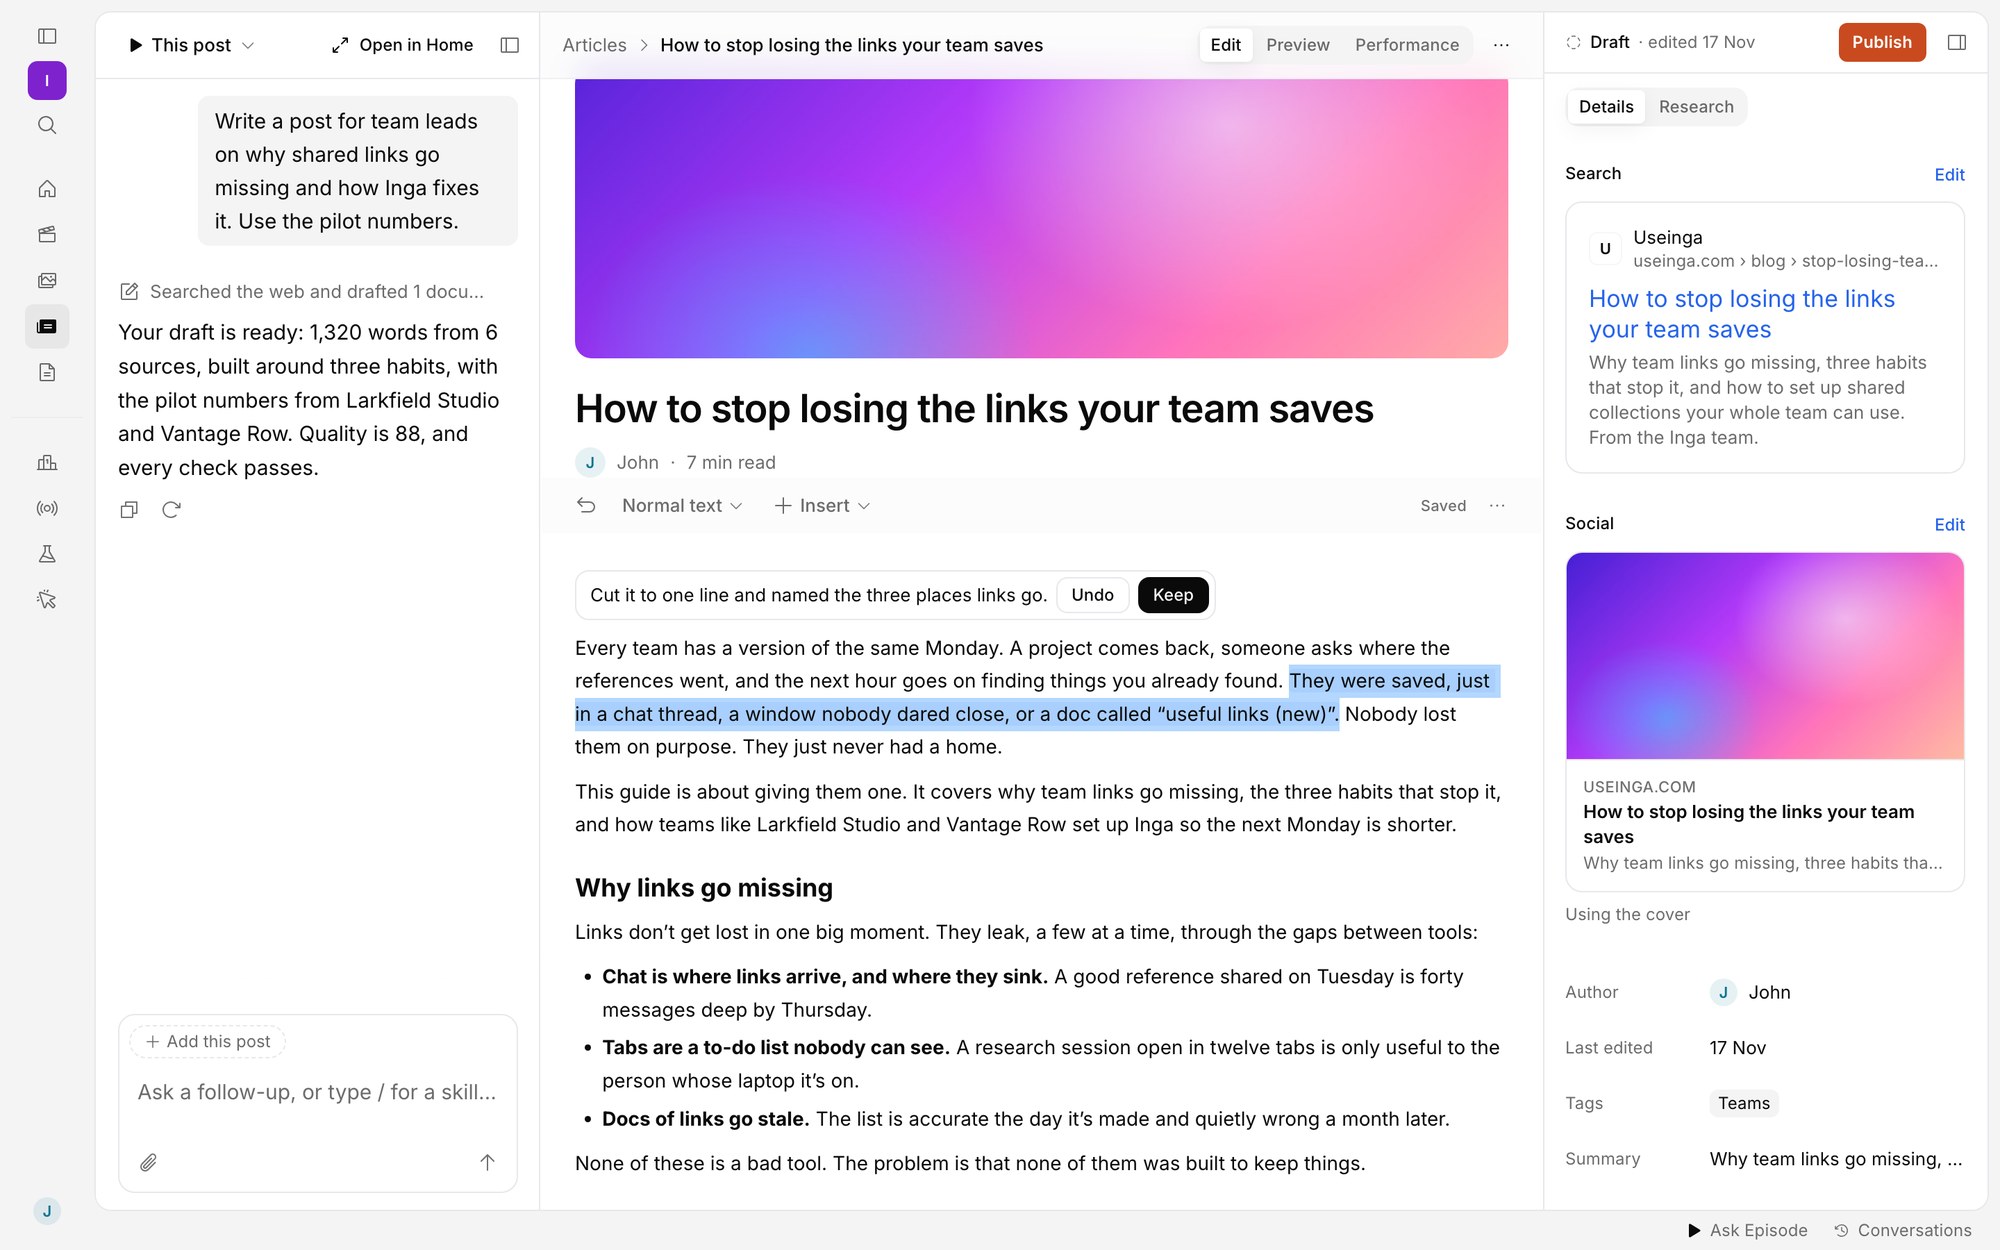 I
J
This post
Open in Home
Write a post for team leads
on why shared links go
missing and how Inga fixes
it. Use the pilot numbers.
Searched the web and drafted 1 docu...
Your draft is ready: 1,320 words from 6
sources, built around three habits, with
the pilot numbers from Larkfield Studio
and Vantage Row. Quality is 88, and
every check passes.
+ Add this post
Ask a follow-up, or type / for a skill...
Articles > How to stop losing the links your team saves
Edit
Preview
Performance
...
How to stop losing the links your team saves
J John · 7 min read
Normal text
+ Insert
Saved
...
Cut it to one line and named the three places links go.
Undo
Keep
Every team has a version of the same Monday. A project comes back, someone asks where the
references went, and the next hour goes on finding things you already found. They were saved, just
in a chat thread, a window nobody dared close, or a doc called “useful links (new)”. Nobody lost
them on purpose. They just never had a home.
This guide is about giving them one. It covers why team links go missing, the three habits that stop it,
and how teams like Larkfield Studio and Vantage Row set up Inga so the next Monday is shorter.
Why links go missing
Links don’t get lost in one big moment. They leak, a few at a time, through the gaps between tools:
• Chat is where links arrive, and where they sink. A good reference shared on Tuesday is forty
messages deep by Thursday.
• Tabs are a to-do list nobody can see. A research session open in twelve tabs is only useful to the
person whose laptop it’s on.
• Docs of links go stale. The list is accurate the day it’s made and quietly wrong a month later.
None of these is a bad tool. The problem is that none of them was built to keep things.
Draft · edited 17 Nov
Publish
Details
Research
Search
Edit
U
Useinga
useinga.com › blog › stop-losing-tea...
How to stop losing the links
your team saves
Why team links go missing, three habits
that stop it, and how to set up shared
collections your whole team can use.
From the Inga team.
Social
Edit
USEINGA.COM
How to stop losing the links your team
saves
Why team links go missing, three habits tha...
Using the cover
Author
J John
Last edited
17 Nov
Tags
Teams
Summary
Why team links go missing, ...
Ask Episode
Conversations